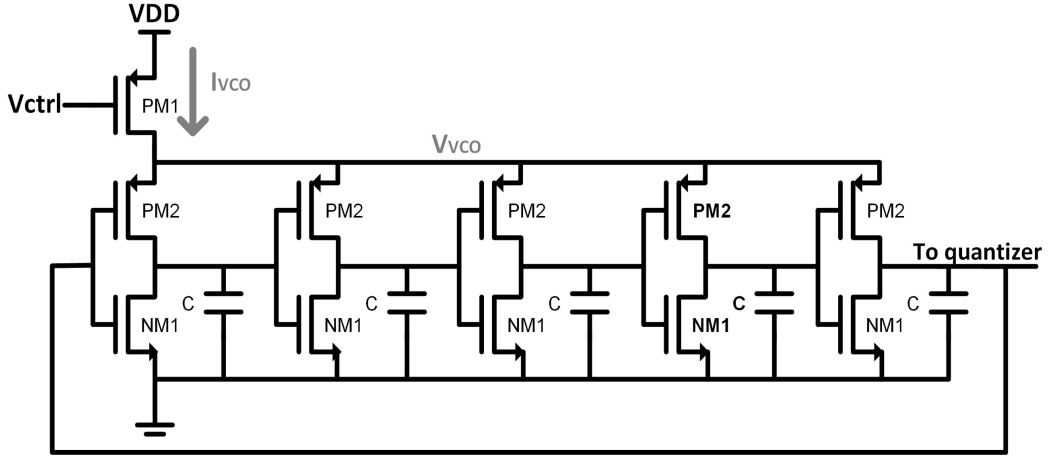 VDD
Ivco
Vctrl
PM1
Vvco
PM2
PM2
PM2
PM2
PM2
To quantizer
C
C
C
C
C
NM1
NM1
NM1
NM1
NM1